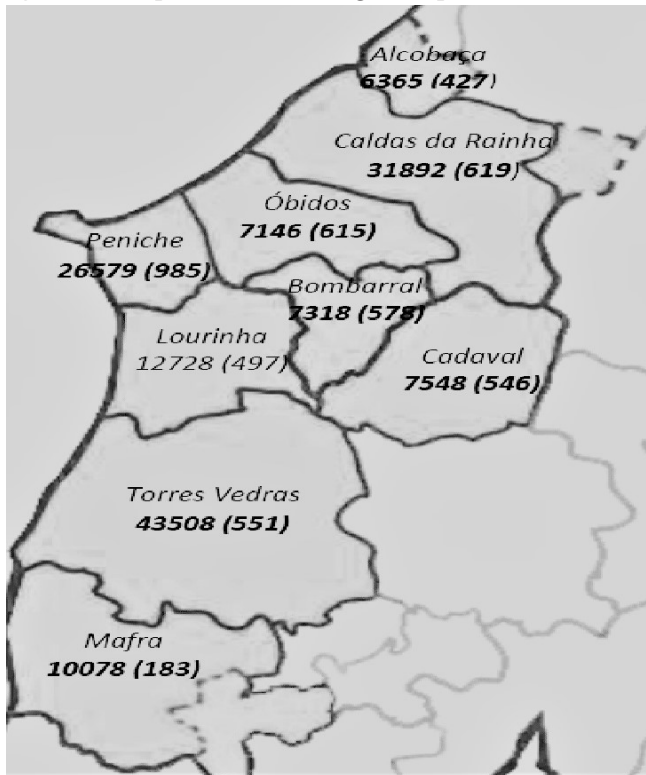 Alcobaça
6365 (427)
Caldas da Rainha
31892 (619)
Óbidos
7146 (615)
Peniche
26579 (985)
Bombarral
7318 (578)
Lourinha
12728 (497)
Cadaval
7548 (546)
Torres Vedras
43508 (551)
Mafra
10078 (183)